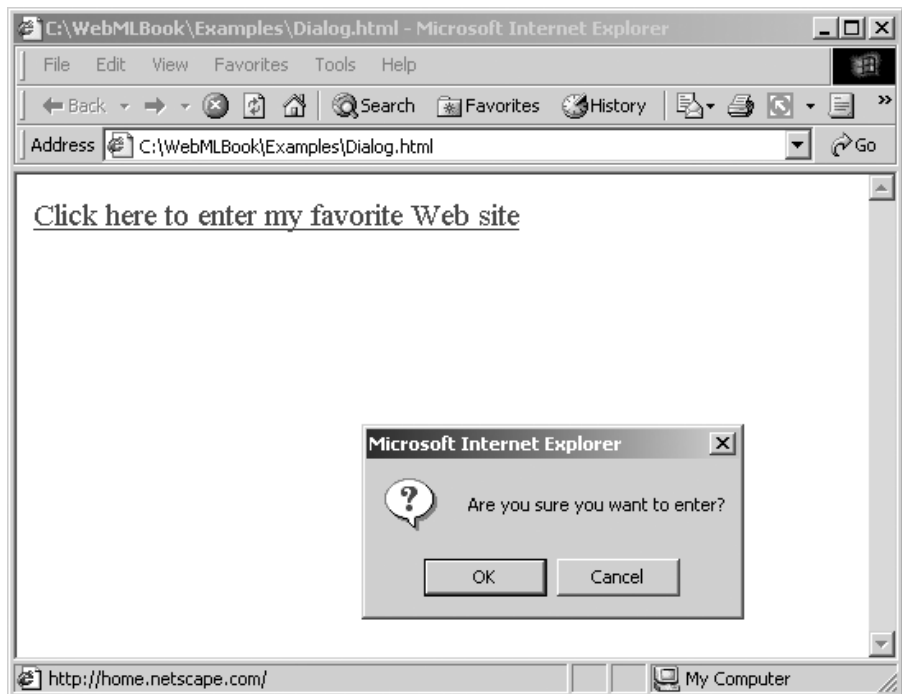 C:\WebMLBook\Examples\Dialog.html - Microsoft Internet Explorer
File Edit View Favorites Tools Help
Back Search Favorites History »
Address C:\WebMLBook\Examples\Dialog.html Go
Click here to enter my favorite Web site
Microsoft Internet Explorer
Are you sure you want to enter?
OK Cancel
http://home.netscape.com/ My Computer